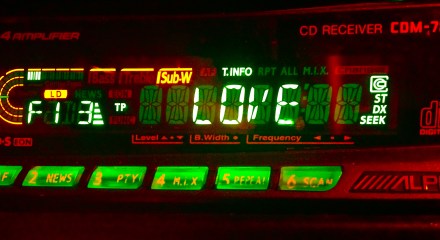 4 AMPLIFIER CD RECEIVER CDM-7
Sub-W T.INFO RPT ALL M.I.X.
LD NEWS
F1 3 TP LOVE ST
DX
SEEK
Level B.Width Frequency
2 NEWS 3 PTY 4 M.I.X 5 REPEAT 6 SCAN ALP